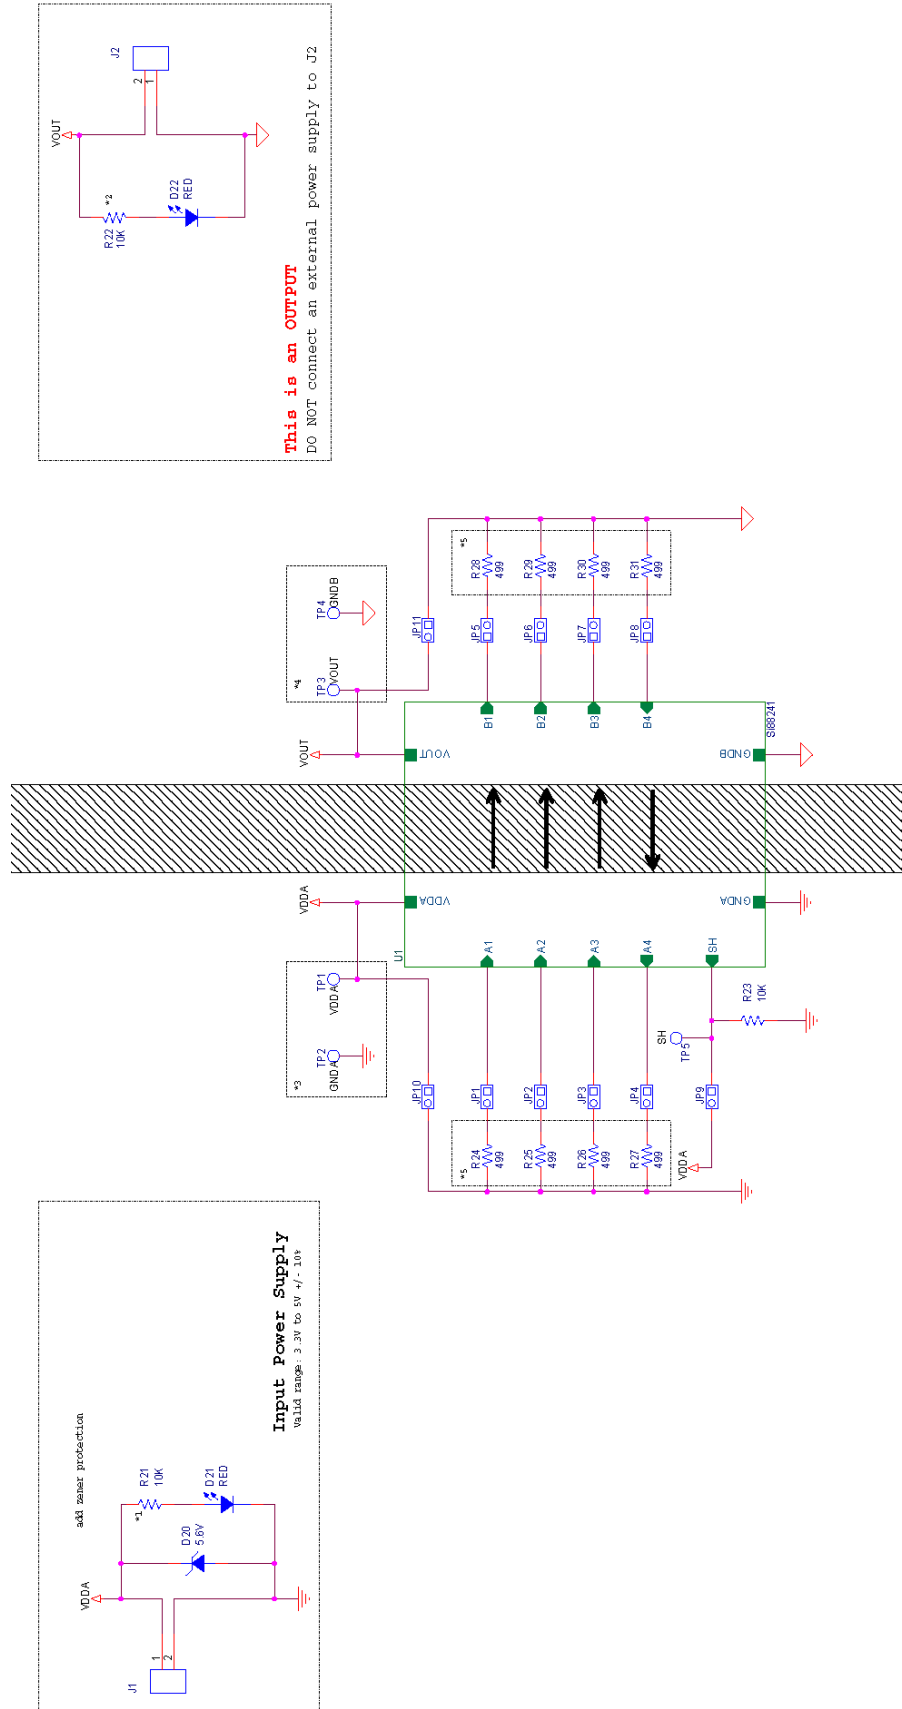 J1
1
2
VDDA
add zener protection
D20
5.6V
*1
R21
10K
D21
RED
Input Power Supply
Valid range: 3.3V to 5V +/- 10%
*3
TP2
GNDA
TP1
VDDA
VDDA
JP10
*5
R24
499
JP1
R25
499
JP2
R26
499
JP3
R27
499
JP4
VDDA
JP9
SH
TP5
R23
10K
U1
VDDA
A1
A2
A3
A4
SH
GNDA
VOUT
B1
B2
B3
B4
GNDB
Si88241
VOUT
*4
TP3
VOUT
TP4
GNDB
JP11
*5
JP5
R28
499
JP6
R29
499
JP7
R30
499
JP8
R31
499
VOUT
J2
2
1
R22
10K
*2
D22
RED
This is an OUTPUT
DO NOT connect an external power supply to J2